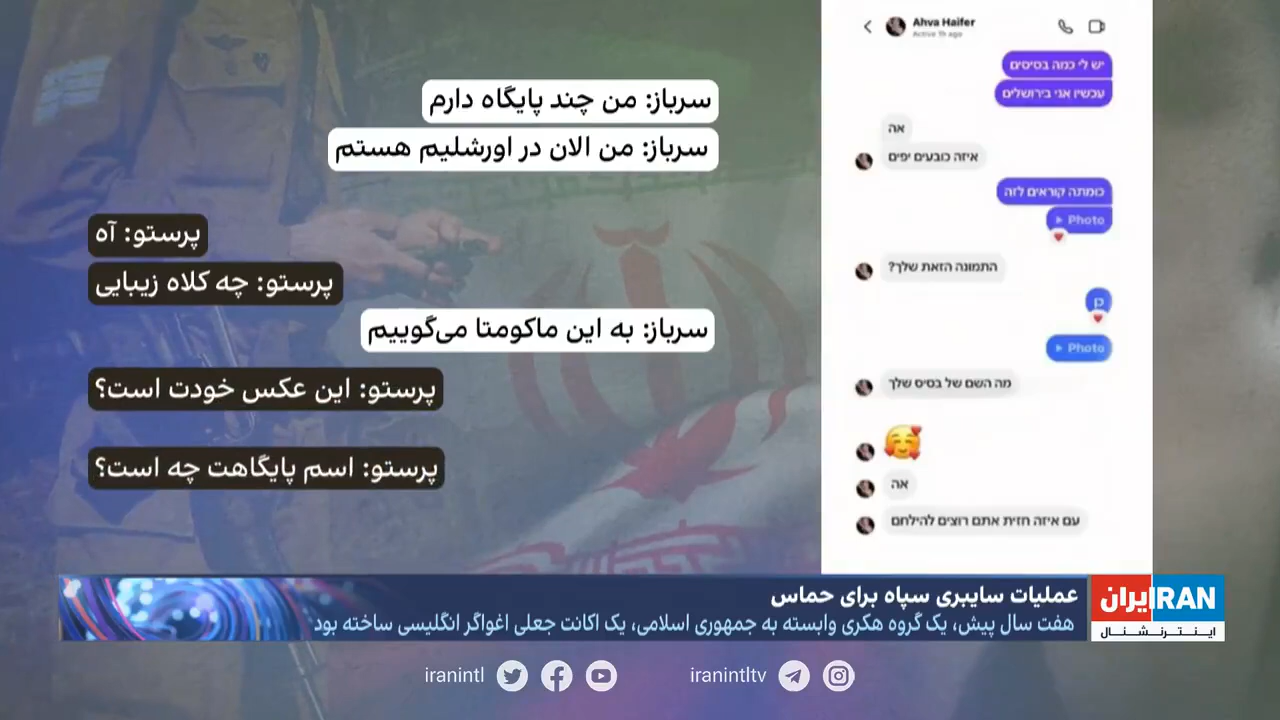 سرباز: من چند پایگاه دارم
سرباز: من الان در اورشلیم هستم
پرستو: آه
پرستو: چه کلاه زیبایی
سرباز: به این ماکومتا می‌گوییم
پرستو: این عکس خودت است؟
پرستو: اسم پایگاهت چه است؟
Ahva Haifer
Active 1h ago
יש לי כמה בסיסים
עכשיו אני בירושלים
אה
איזה כובעים יפים
כומתה קוראים לזה
Photo
התמונה הזאת שלך?
כן
Photo
מה השם של בסיס שלך
אה
עם איזה חזית אתם רוצים להילחם
عملیات سایبری سپاه برای حماس
هفت سال پیش، یک گروه هکری وابسته به جمهوری اسلامی، یک اکانت جعلی اغواگر انگلیسی ساخته بود
ایران IRAN
اینترنشنال
iranintl
iranintltv